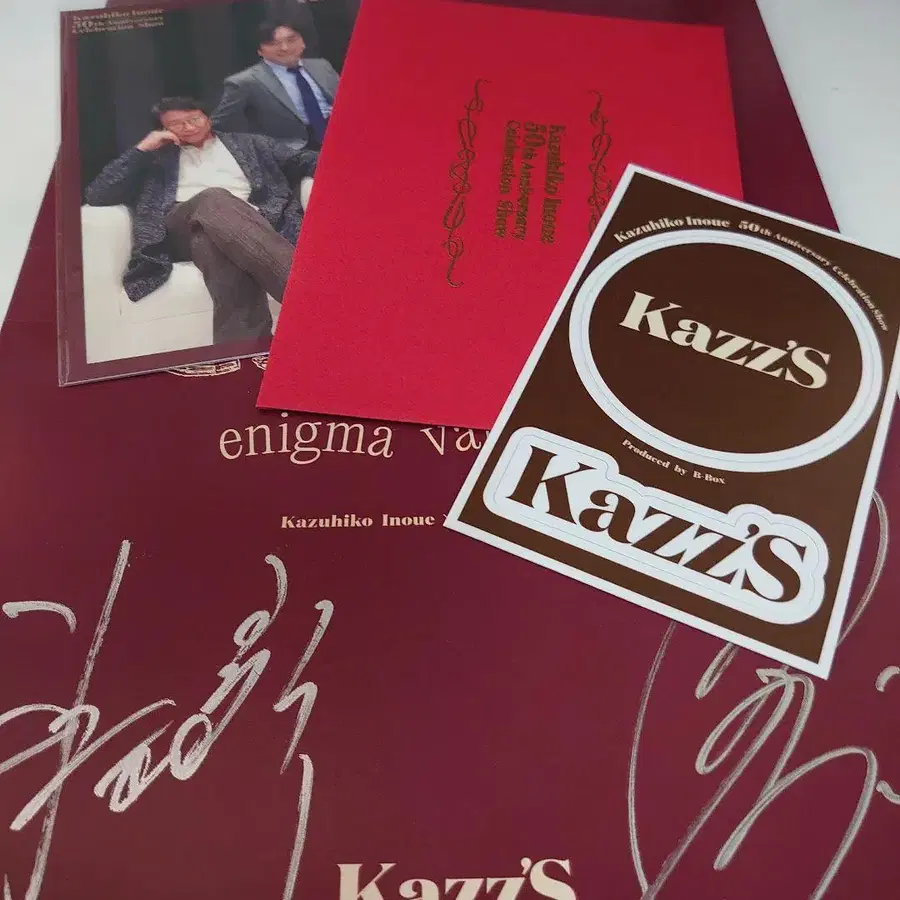 Kazuhiko Inoue
50th Anniversary
Celebration Show
Kazuhiko Inoue
50th Anniversary
Celebration Show
Kazuhiko Inoue 50th Anniversary Celebration Show
Kazz'S
Produced by B-Box
Kazz'S
enigma va
Kazuhiko Inoue
Kazz'S